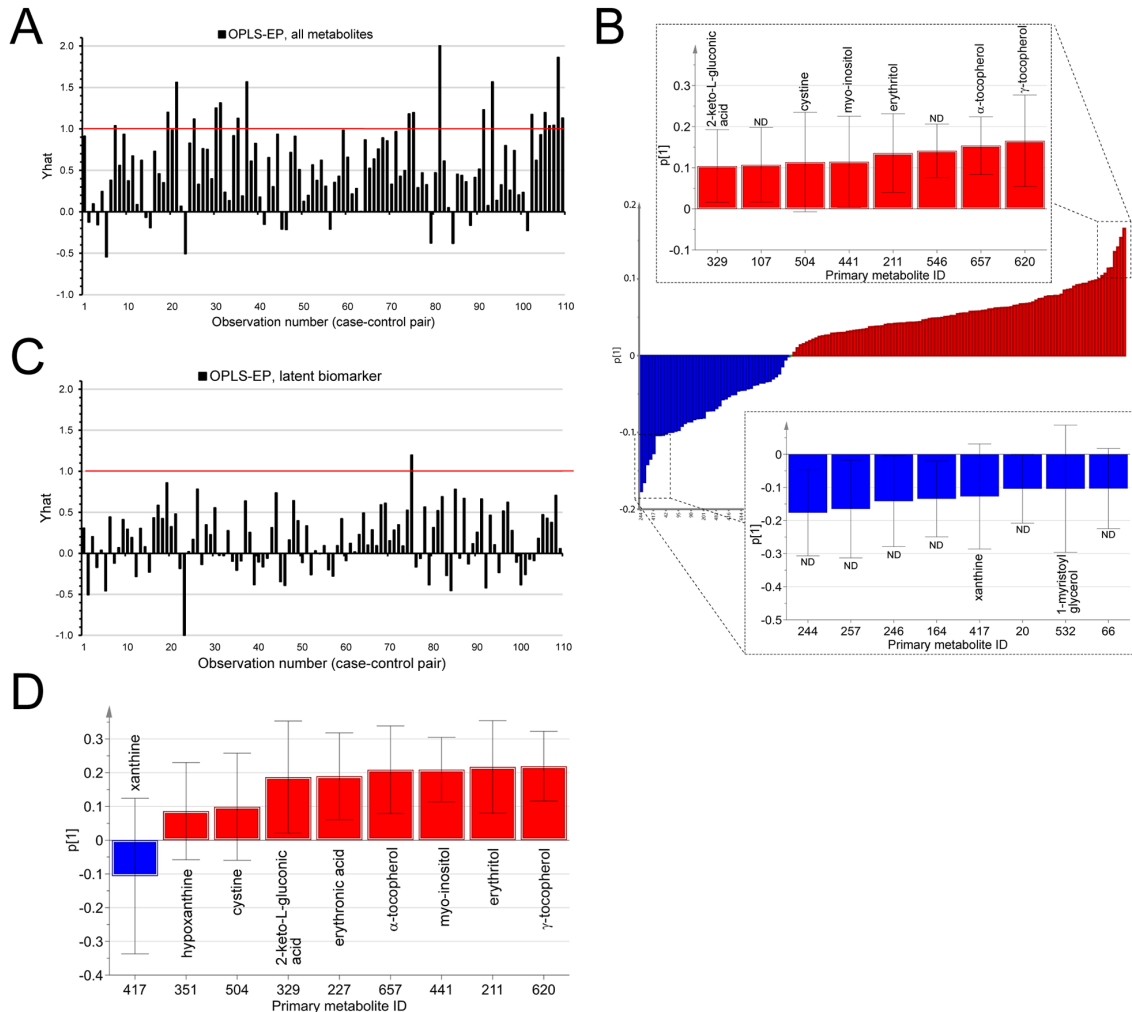 A
OPLS-EP, all metabolites
2.0
1.5
1.0
0.5
0.0
-0.5
-1.0
Yhat
1 10 20 30 40 50 60 70 80 90 100 110
Observation number (case-control pair)
B
2-keto-L-gluconic
acid
ND
cystine
myo-inositol
erythritol
ND
α-tocopherol
γ-tocopherol
0.3
0.2
0.1
0
-0.1
p[1]
329 107 504 441 211 546 657 620
Primary metabolite ID
0.2
0.1
0
-0.1
-0.2
p[1]
0
-0.1
-0.2
-0.3
-0.4
-0.5
p[1]
ND ND ND ND
xanthine
ND
1-myristoyl
glycerol
ND
244 257 246 164 417 20 532 66
Primary metabolite ID
C
OPLS-EP, latent biomarker
2.0
1.5
1.0
0.5
0.0
-0.5
-1.0
Yhat
1 10 20 30 40 50 60 70 80 90 100 110
Observation number (case-control pair)
D
0.3
0.2
0.1
0
-0.1
-0.2
-0.3
-0.4
p[1]
xanthine
hypoxanthine
cystine
2-keto-L-gluconic
acid
erythronic acid
α-tocopherol
myo-inositol
erythritol
γ-tocopherol
417 351 504 329 227 657 441 211 620
Primary metabolite ID